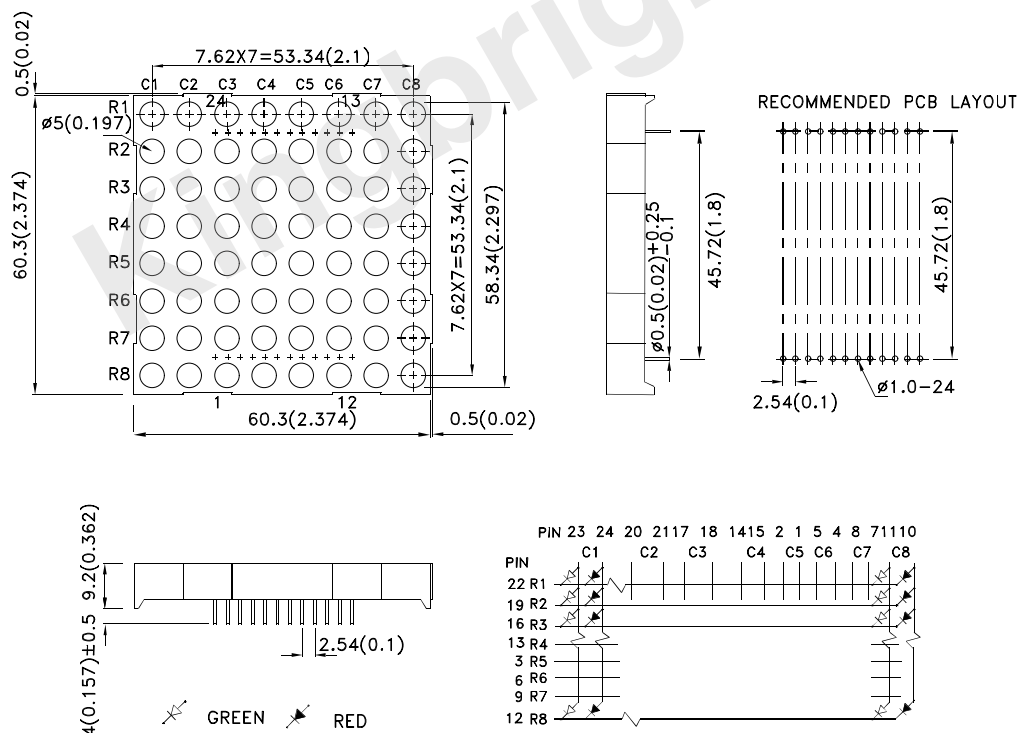 Kingbright
0.5(0.02)
7.62X7=53.34(2.1)
C1 C2 C3 C4 C5 C6 C7 C8
24 13
R1
ø5(0.197)
R2
R3
R4
R5
R6
R7
R8
60.3(2.374)
7.62X7=53.34(2.1)
58.34(2.297)
1 12
60.3(2.374)
0.5(0.02)
ø0.5(0.02)+0.25
-0.1
45.72(1.8)
RECOMMENDED PCB LAYOUT
45.72(1.8)
ø1.0-24
2.54(0.1)
9.2(0.362)
4(0.157)±0.5
2.54(0.1)
GREEN RED
PIN 23 24 20 21 17 18 14 15 2 1 5 4 8 7 11 10
C1 C2 C3 C4 C5 C6 C7 C8
PIN
22 R1
19 R2
16 R3
13 R4
3 R5
6 R6
9 R7
12 R8